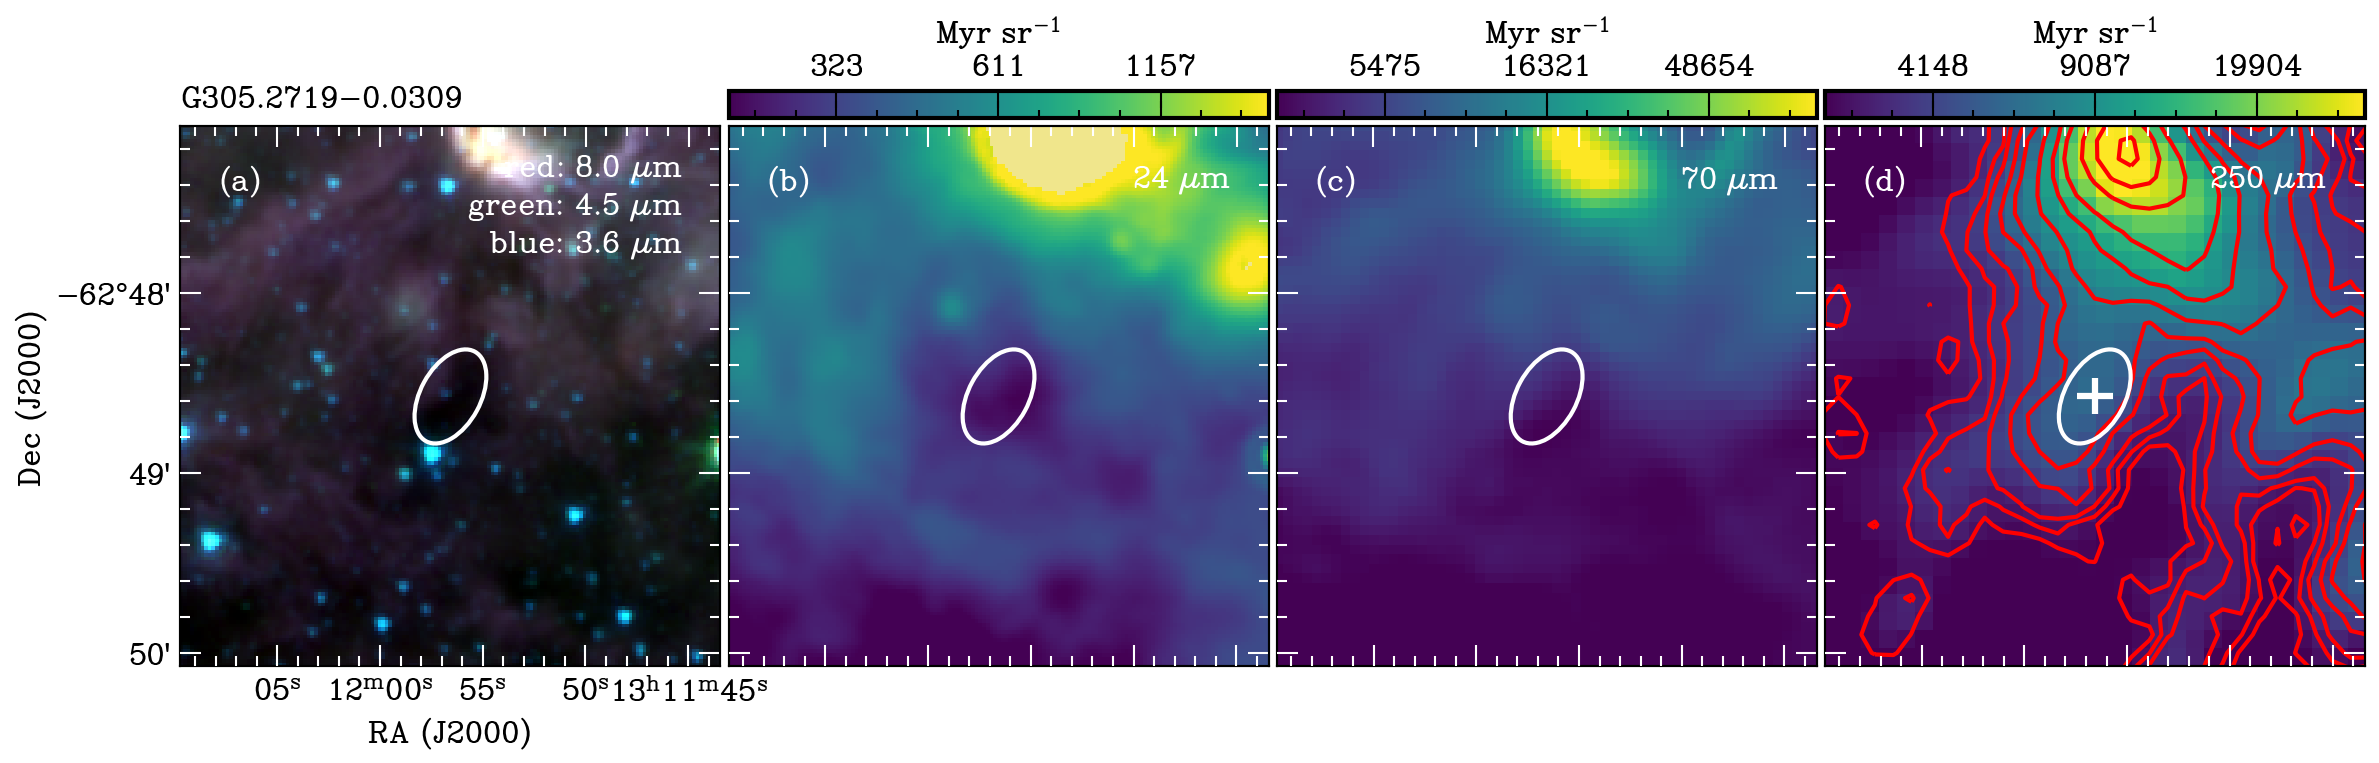 Myr sr⁻¹
323 611 1157
Myr sr⁻¹
5475 16321 48654
Myr sr⁻¹
4148 9087 19904
G305.2719−0.0309
(a)
red: 8.0 μm
green: 4.5 μm
blue: 3.6 μm
(b)
24 μm
(c)
70 μm
(d)
250 μm
Dec (J2000)
−62°48'
49'
50'
05ˢ 12ᵐ00ˢ 55ˢ 50ˢ 13ʰ11ᵐ45ˢ
RA (J2000)